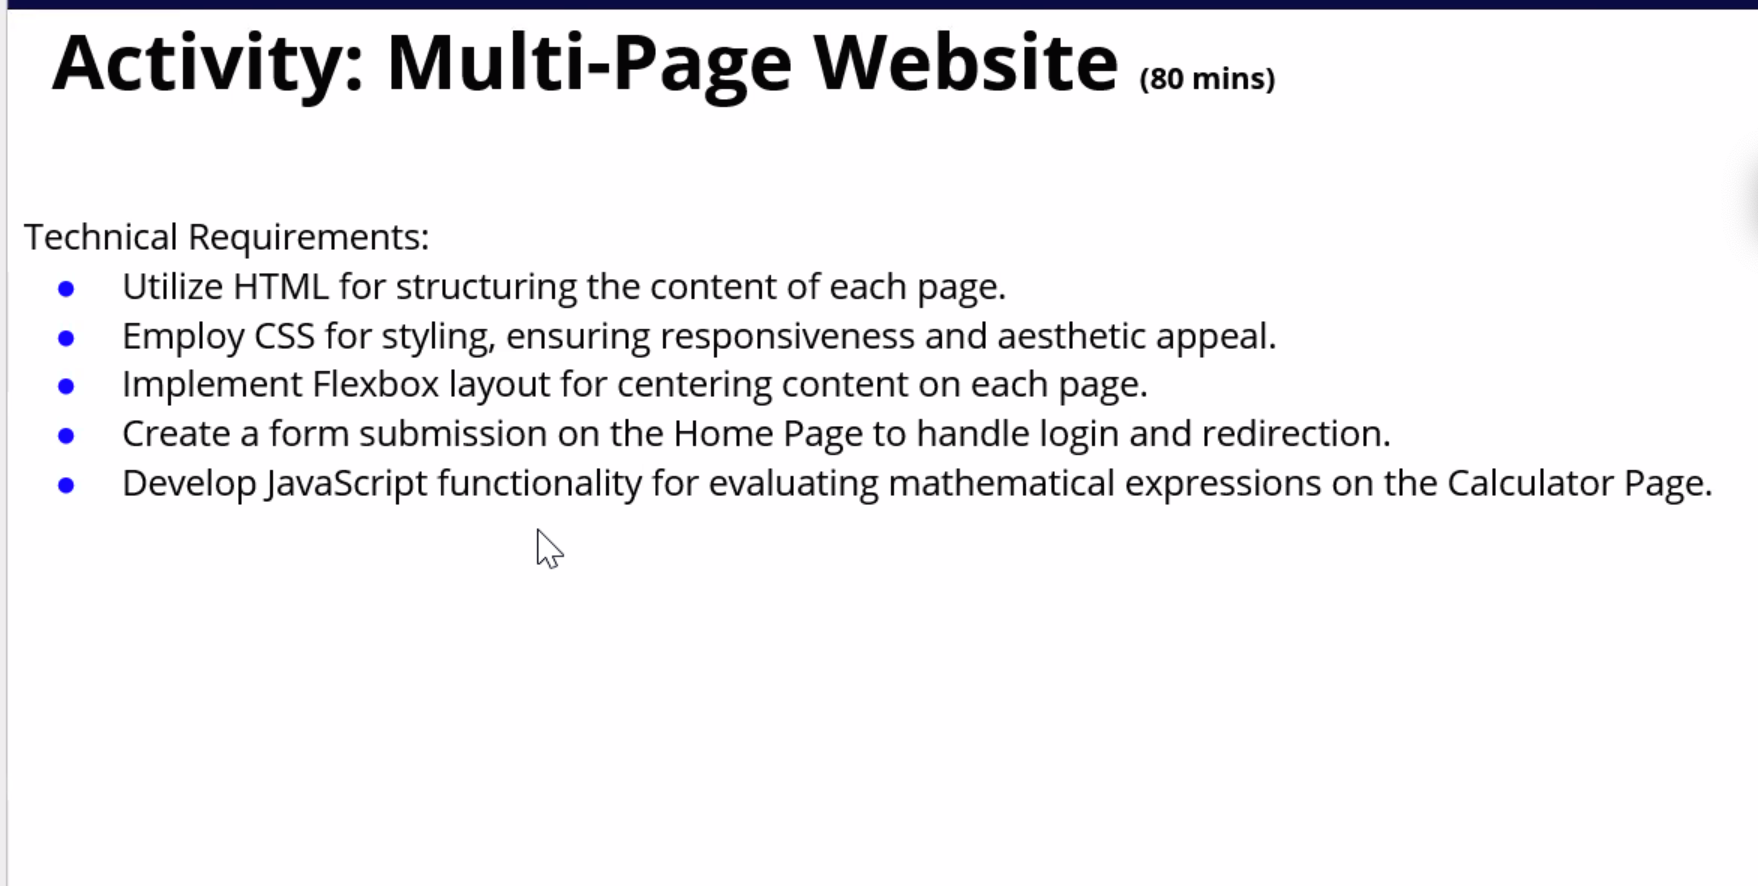 Activity: Multi-Page Website (80 mins)
Technical Requirements:
● Utilize HTML for structuring the content of each page.
● Employ CSS for styling, ensuring responsiveness and aesthetic appeal.
● Implement Flexbox layout for centering content on each page.
● Create a form submission on the Home Page to handle login and redirection.
● Develop JavaScript functionality for evaluating mathematical expressions on the Calculator Page.